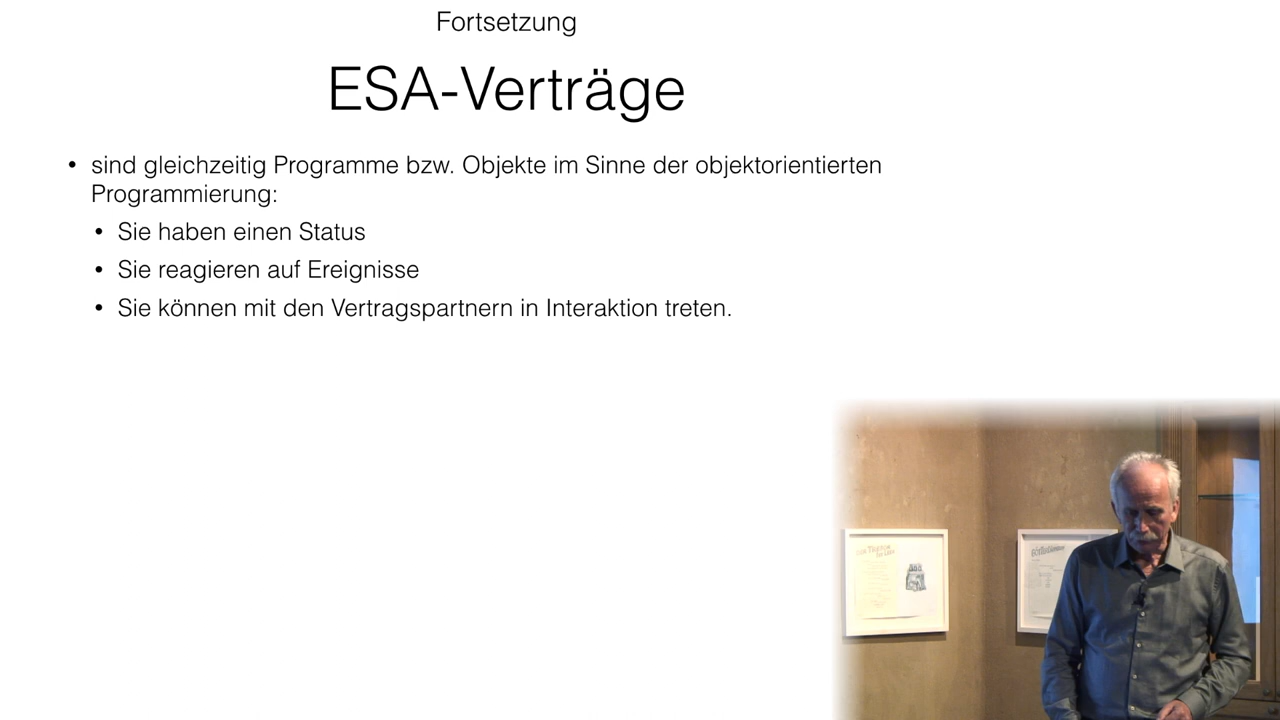 Fortsetzung
ESA-Verträge
• sind gleichzeitig Programme bzw. Objekte im Sinne der objektorientierten
Programmierung:
• Sie haben einen Status
• Sie reagieren auf Ereignisse
• Sie können mit den Vertragspartnern in Interaktion treten.